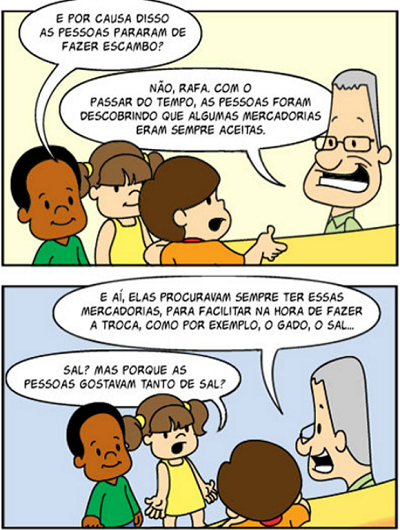 E POR CAUSA DISSO
AS PESSOAS PARARAM DE
FAZER ESCAMBO?
NÃO, RAFA. COM O
PASSAR DO TEMPO, AS PESSOAS FORAM
DESCOBRINDO QUE ALGUMAS MERCADORIAS
ERAM SEMPRE ACEITAS.
E AÍ, ELAS PROCURAVAM SEMPRE TER ESSAS
MERCADORIAS, PARA FACILITAR NA HORA DE FAZER
A TROCA, COMO POR EXEMPLO, O GADO, O SAL...
SAL? MAS PORQUE AS
PESSOAS GOSTAVAM TANTO DE SAL?